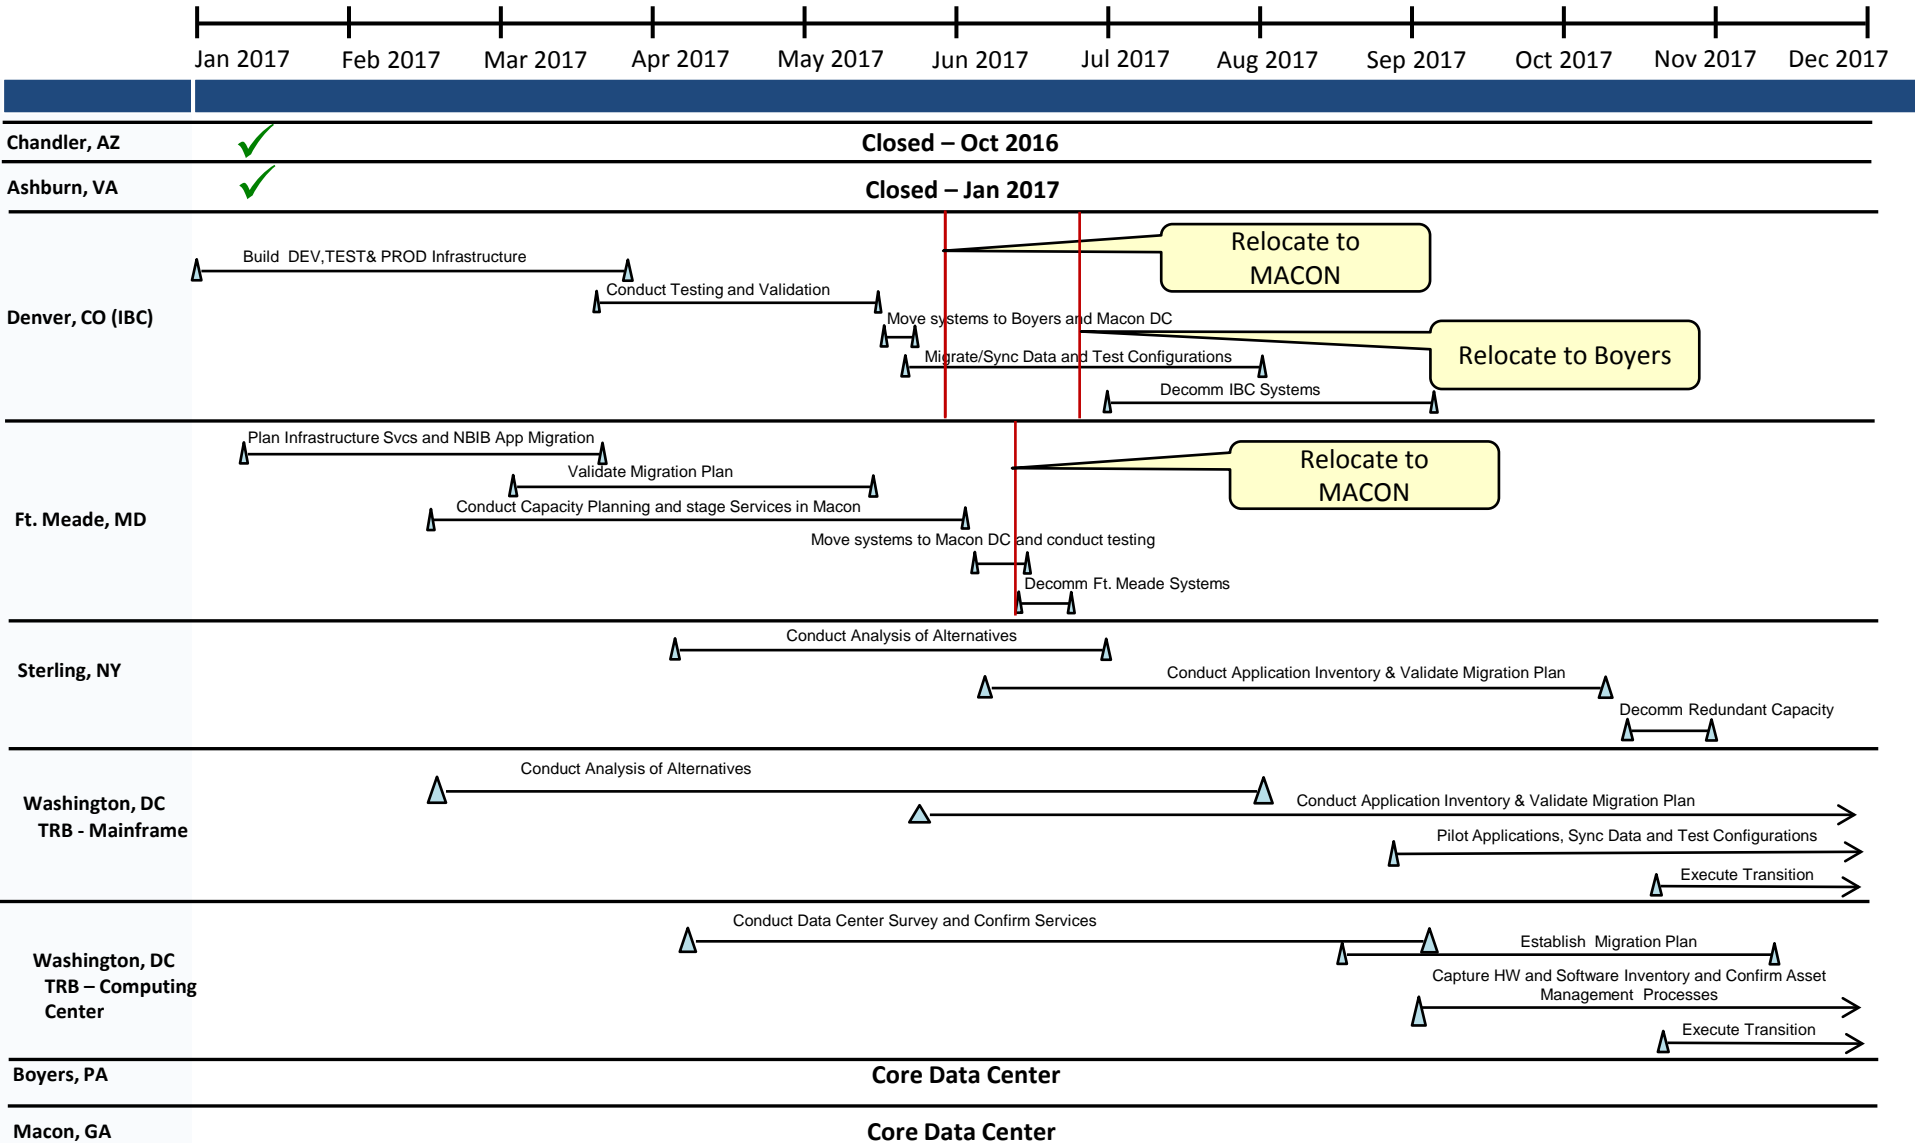 Jan 2017 Feb 2017 Mar 2017 Apr 2017 May 2017 Jun 2017 Jul 2017 Aug 2017 Sep 2017 Oct 2017 Nov 2017 Dec 2017
Chandler, AZ
Closed – Oct 2016
Ashburn, VA
Closed – Jan 2017
Denver, CO (IBC)
Build DEV,TEST& PROD Infrastructure
Relocate to
MACON
Conduct Testing and Validation
Move systems to Boyers and Macon DC
Migrate/Sync Data and Test Configurations
Relocate to Boyers
Decomm IBC Systems
Ft. Meade, MD
Plan Infrastructure Svcs and NBIB App Migration
Validate Migration Plan
Relocate to
MACON
Conduct Capacity Planning and stage Services in Macon
Move systems to Macon DC and conduct testing
Decomm Ft. Meade Systems
Sterling, NY
Conduct Analysis of Alternatives
Conduct Application Inventory & Validate Migration Plan
Decomm Redundant Capacity
Washington, DC
TRB - Mainframe
Conduct Analysis of Alternatives
Conduct Application Inventory & Validate Migration Plan
Pilot Applications, Sync Data and Test Configurations
Execute Transition
Washington, DC
TRB – Computing
Center
Conduct Data Center Survey and Confirm Services
Establish Migration Plan
Capture HW and Software Inventory and Confirm Asset
Management Processes
Execute Transition
Boyers, PA
Core Data Center
Macon, GA
Core Data Center